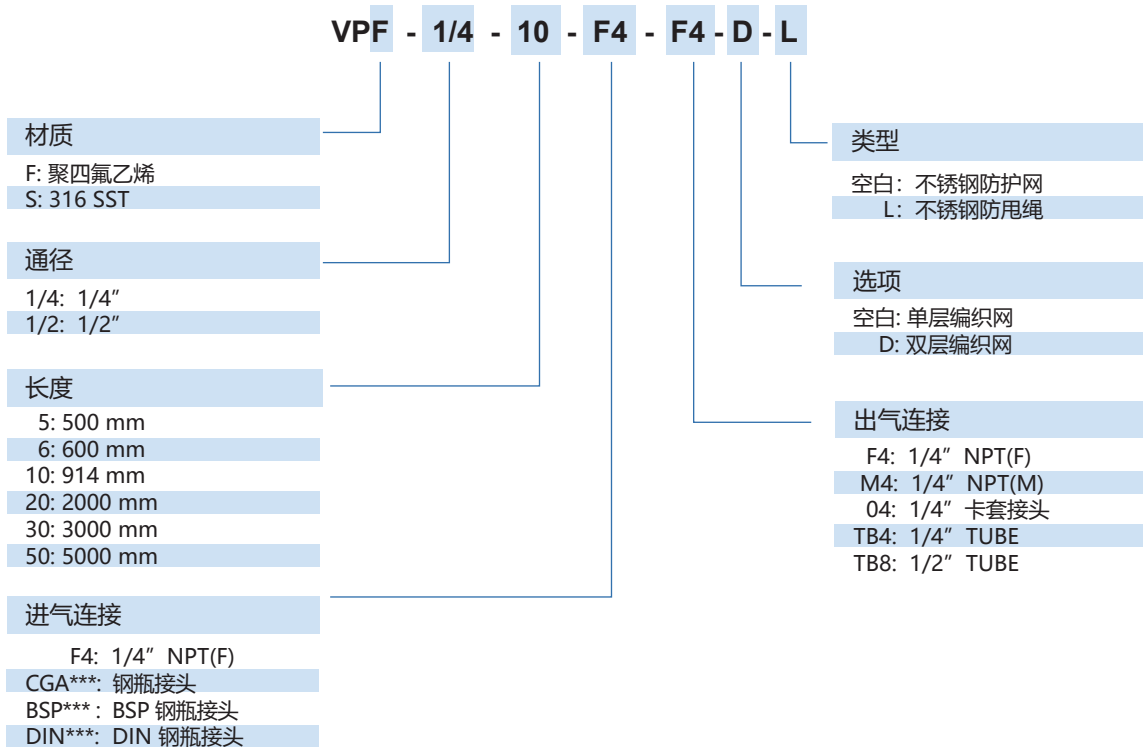 VPF - 1/4 - 10 - F4 - F4 - D - L
材质
F: 聚四氟乙烯
S: 316 SST
通径
1/4: 1/4″
1/2: 1/2″
长度
5: 500 mm
6: 600 mm
10: 914 mm
20: 2000 mm
30: 3000 mm
50: 5000 mm
进气连接
F4: 1/4″ NPT(F)
CGA***: 钢瓶接头
BSP*** : BSP 钢瓶接头
DIN***: DIN 钢瓶接头
类型
空白: 不锈钢防护网
L: 不锈钢防甩绳
选项
空白: 单层编织网
D: 双层编织网
出气连接
F4: 1/4″ NPT(F)
M4: 1/4″ NPT(M)
04: 1/4″ 卡套接头
TB4: 1/4″ TUBE
TB8: 1/2″ TUBE